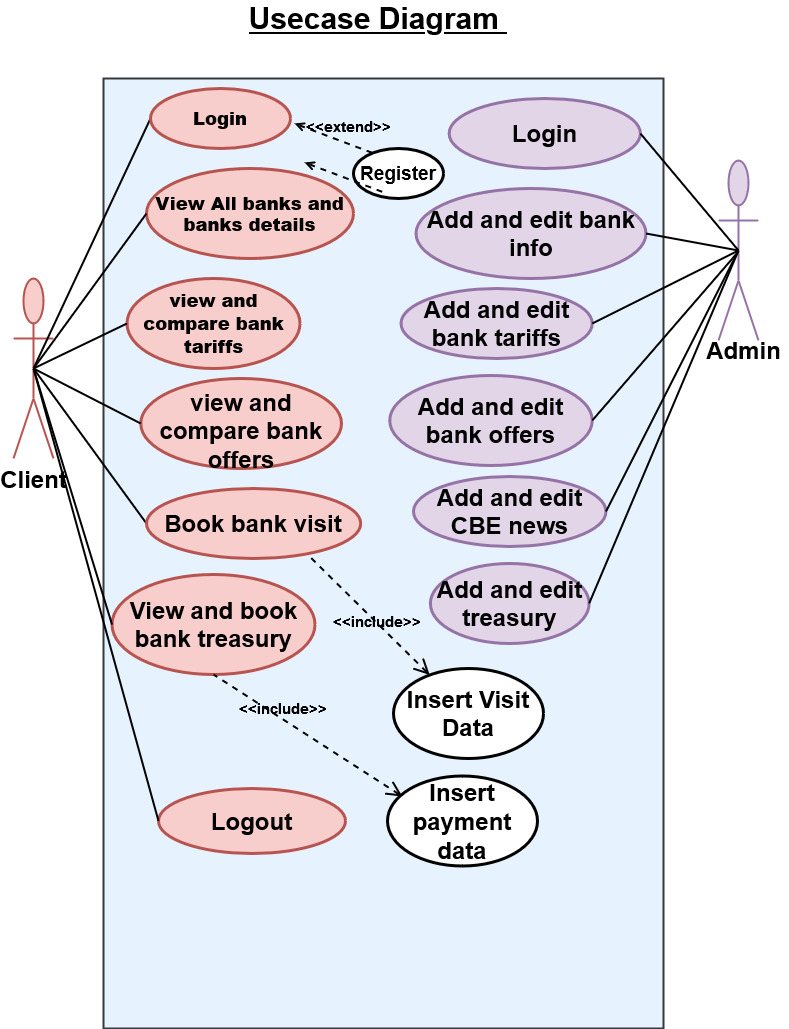 Usecase Diagram
Login
<<extend>>
Register
View All banks and
banks details
view and
compare bank
tariffs
view and
compare bank
offers
Book bank visit
View and book
bank treasury
<<include>>
<<include>>
Insert Visit
Data
Insert
payment
data
Logout
Client
Login
Add and edit bank
info
Add and edit
bank tariffs
Add and edit
bank offers
Add and edit
CBE news
Add and edit
treasury
Admin